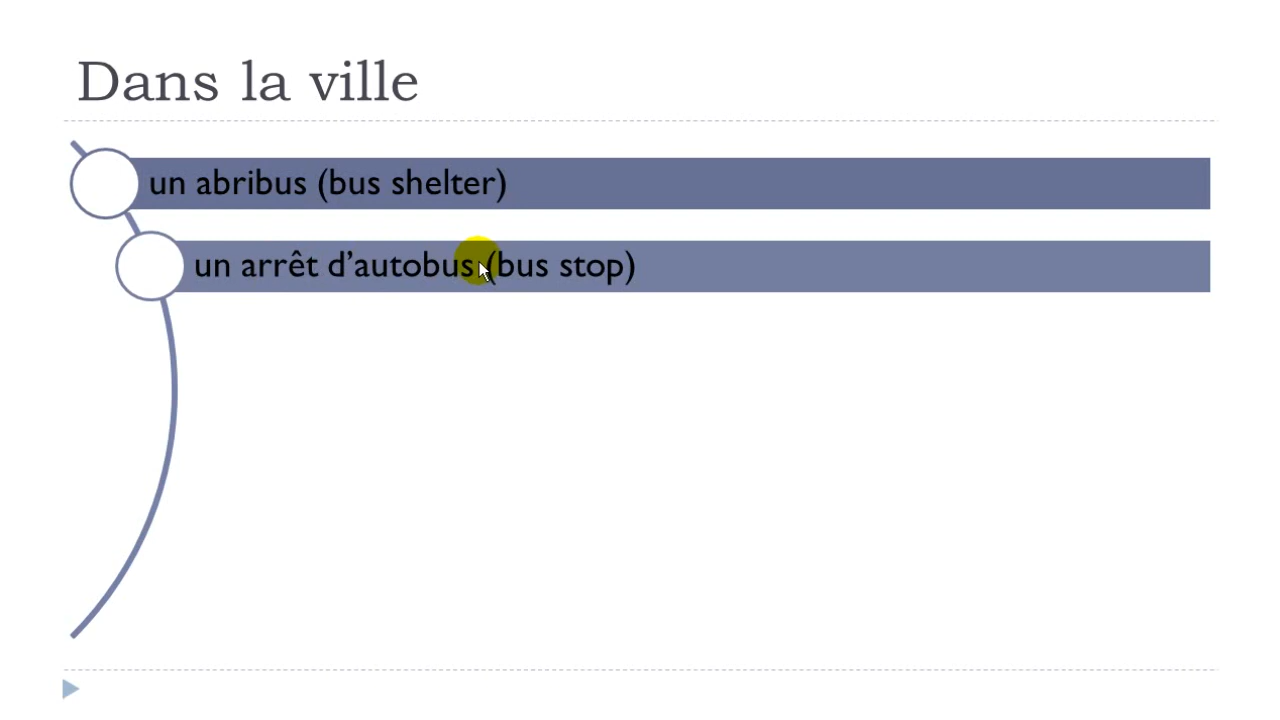 Dans la ville
un abribus (bus shelter)
un arrêt d’autobus (bus stop)